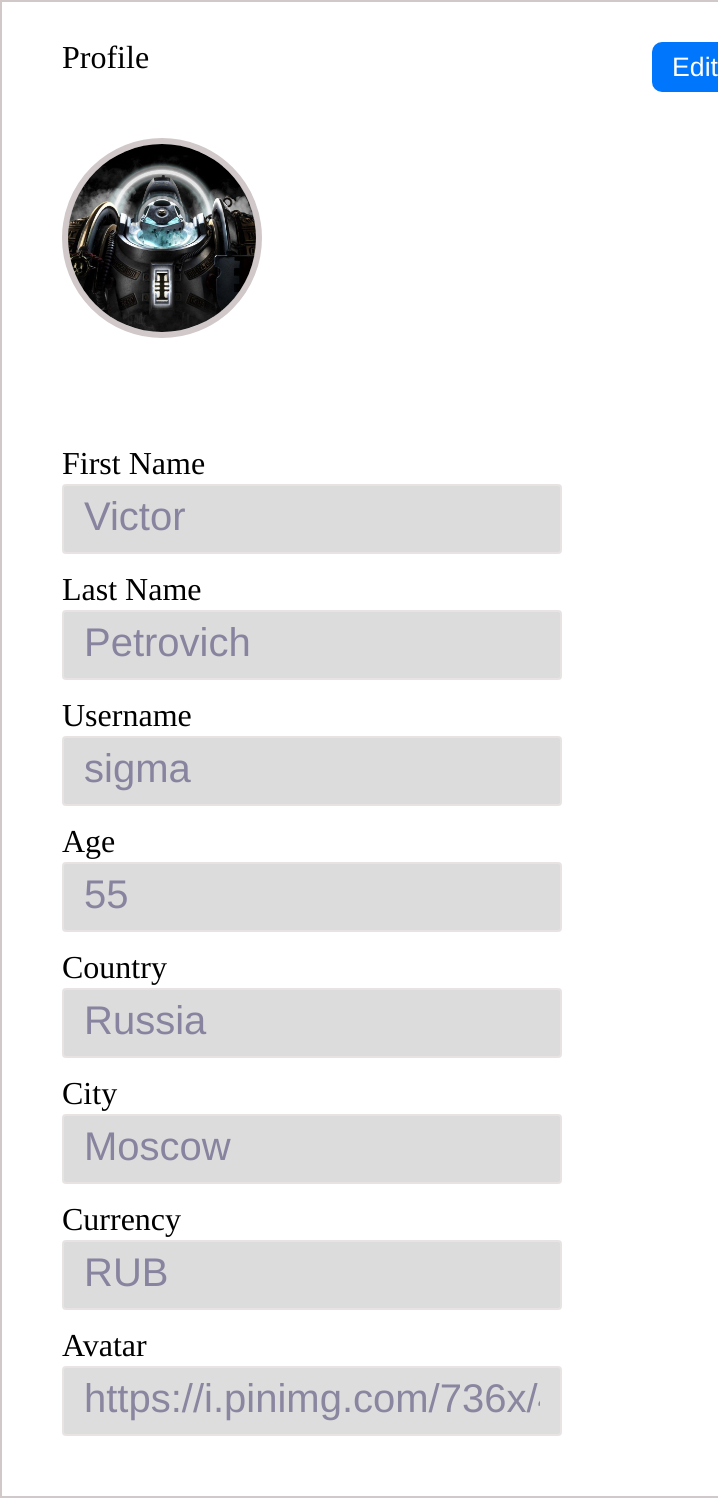 Profile
Edit
First Name
Victor
Last Name
Petrovich
Username
sigma
Age
55
Country
Russia
City
Moscow
Currency
RUB
Avatar
https://i.pinimg.com/736x/